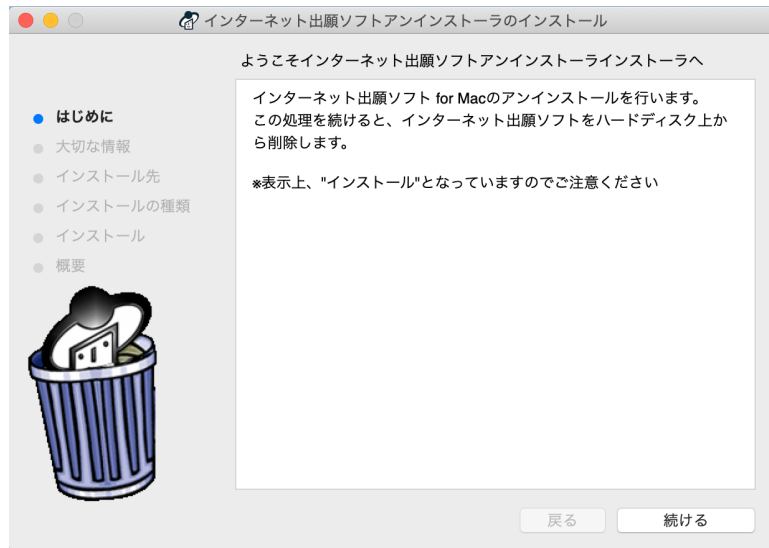 インターネット出願ソフトアンインストーラのインストール
ようこそインターネット出願ソフトアンインストーラインストーラへ
はじめに
大切な情報
インストール先
インストールの種類
インストール
概要
インターネット出願ソフト for Macのアンインストールを行います。
この処理を続けると、インターネット出願ソフトをハードディスク上か
ら削除します。
※表示上、"インストール"となっていますのでご注意ください
戻る
続ける